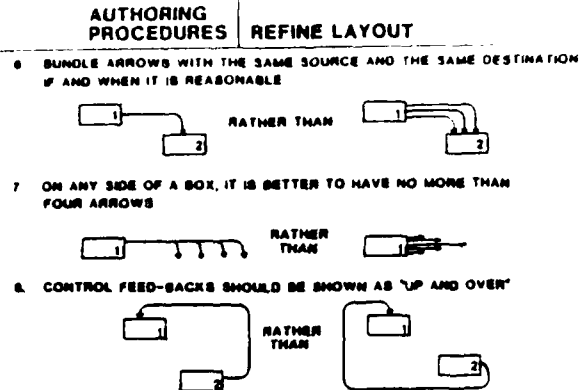 AUTHORING
PROCEDURES
REFINE LAYOUT
6 BUNDLE ARROWS WITH THE SAME SOURCE AND THE SAME DESTINATION
IF AND WHEN IT IS REASONABLE
1
2
RATHER THAN
1
2
7 ON ANY SIDE OF A BOX, IT IS BETTER TO HAVE NO MORE THAN
FOUR ARROWS
1
RATHER
THAN
1
8. CONTROL FEED-BACKS SHOULD BE SHOWN AS "UP AND OVER"
1
2
RATHER
THAN
1
2